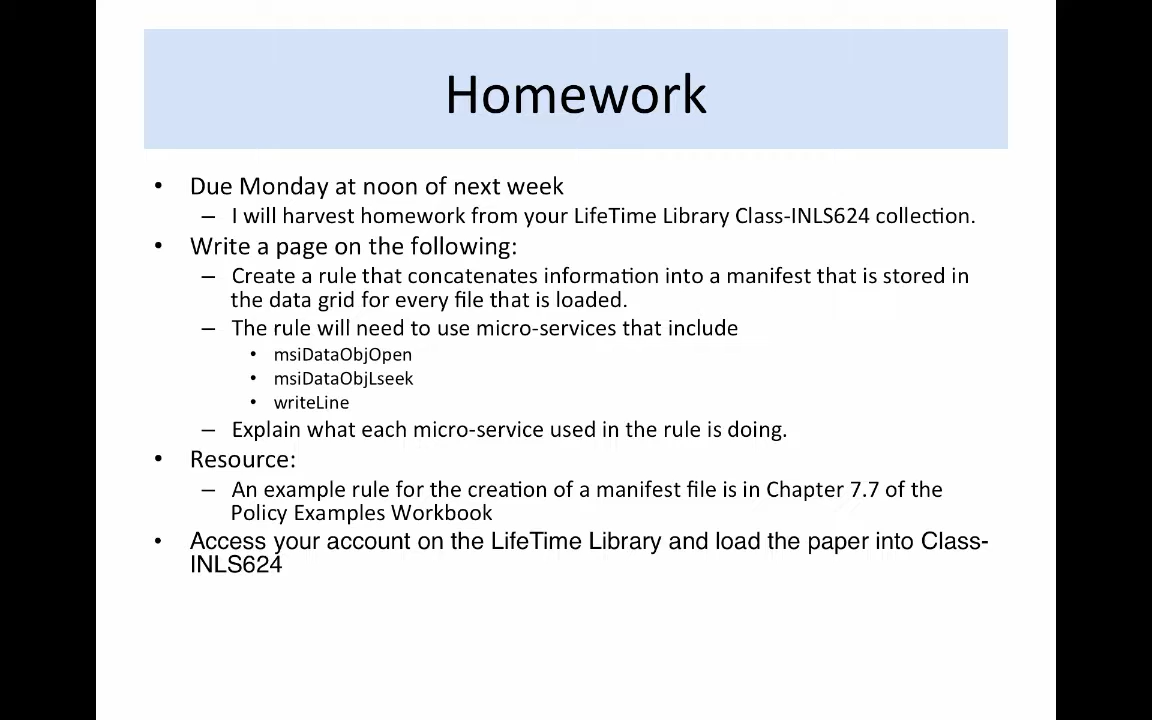 Homework
• Due Monday at noon of next week
– I will harvest homework from your LifeTime Library Class-INLS624 collection.
• Write a page on the following:
– Create a rule that concatenates information into a manifest that is stored in
the data grid for every file that is loaded.
– The rule will need to use micro-services that include
• msiDataObjOpen
• msiDataObjLseek
• writeLine
– Explain what each micro-service used in the rule is doing.
• Resource:
– An example rule for the creation of a manifest file is in Chapter 7.7 of the
Policy Examples Workbook
• Access your account on the LifeTime Library and load the paper into Class-
INLS624